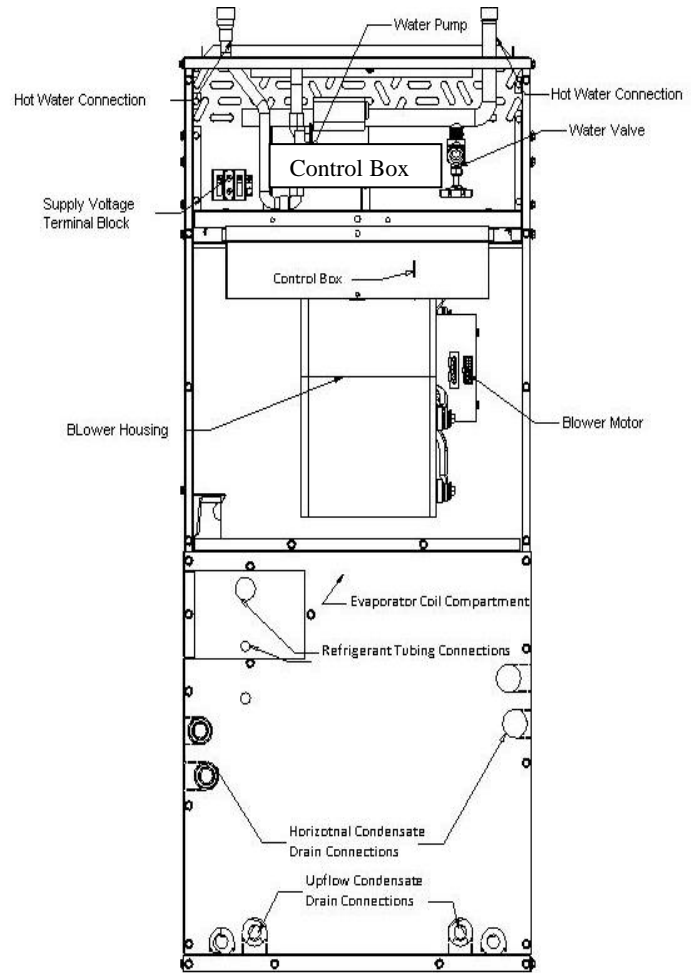 Water Pump
Hot Water Connection
Hot Water Connection
Water Valve
Control Box
Supply Voltage
Terminal Block
Control Box
BLower Housing
Blower Motor
Evaporator Coil Compartment
Refrigerant Tubing Connections
Horizotnal Condensate
Drain Connections
Upflow Condensate
Drain Connections